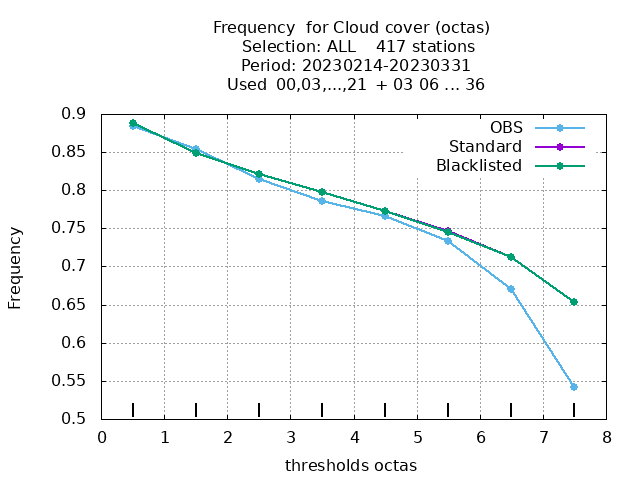 Frequency  for Cloud cover (octas)
Selection: ALL    417 stations
Period: 20230214-20230331
Used  00,03,...,21  + 03 06 ... 36
OBS
Standard
Blacklisted
0.9
0.85
0.8
0.75
0.7
0.65
0.6
0.55
0.5
Frequency
0 1 2 3 4 5 6 7 8
thresholds octas